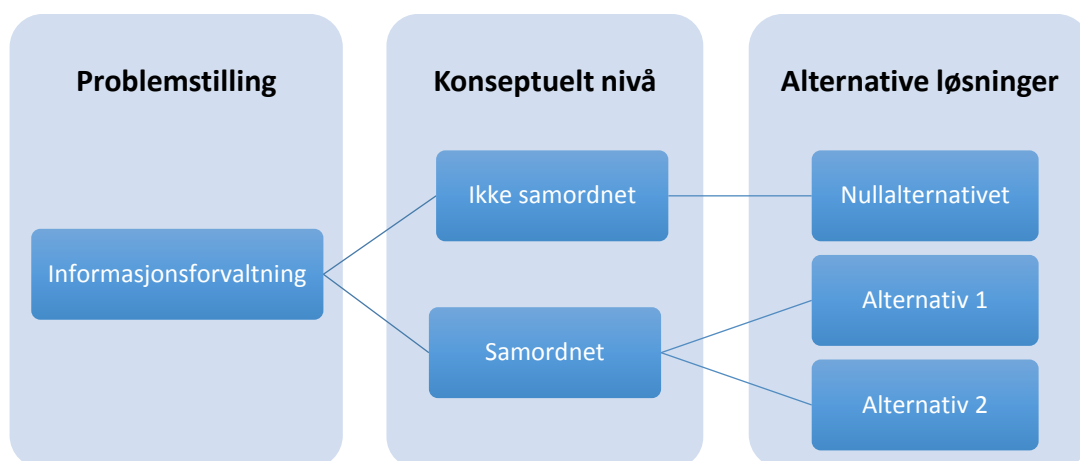 Problemstilling
Konseptuelt nivå
Alternative løsninger
Informasjonsforvaltning
Ikke samordnet
Samordnet
Nullalternativet
Alternativ 1
Alternativ 2